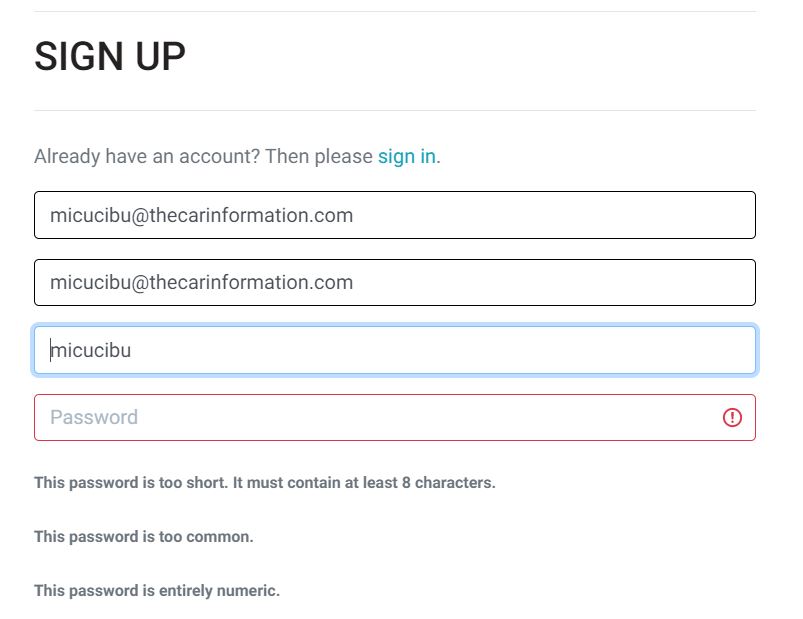 SIGN UP
Already have an account? Then please sign in.
micucibu@thecarinformation.com
micucibu@thecarinformation.com
micucibu
Password
This password is too short. It must contain at least 8 characters.
This password is too common.
This password is entirely numeric.